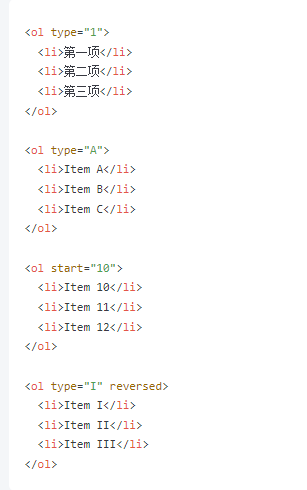 <ol type="1">
<li>第一项</li>
<li>第二项</li>
<li>第三项</li>
</ol>
<ol type="A">
<li>Item A</li>
<li>Item B</li>
<li>Item C</li>
</ol>
<ol start="10">
<li>Item 10</li>
<li>Item 11</li>
<li>Item 12</li>
</ol>
<ol type="I" reversed>
<li>Item I</li>
<li>Item II</li>
<li>Item III</li>
</ol>